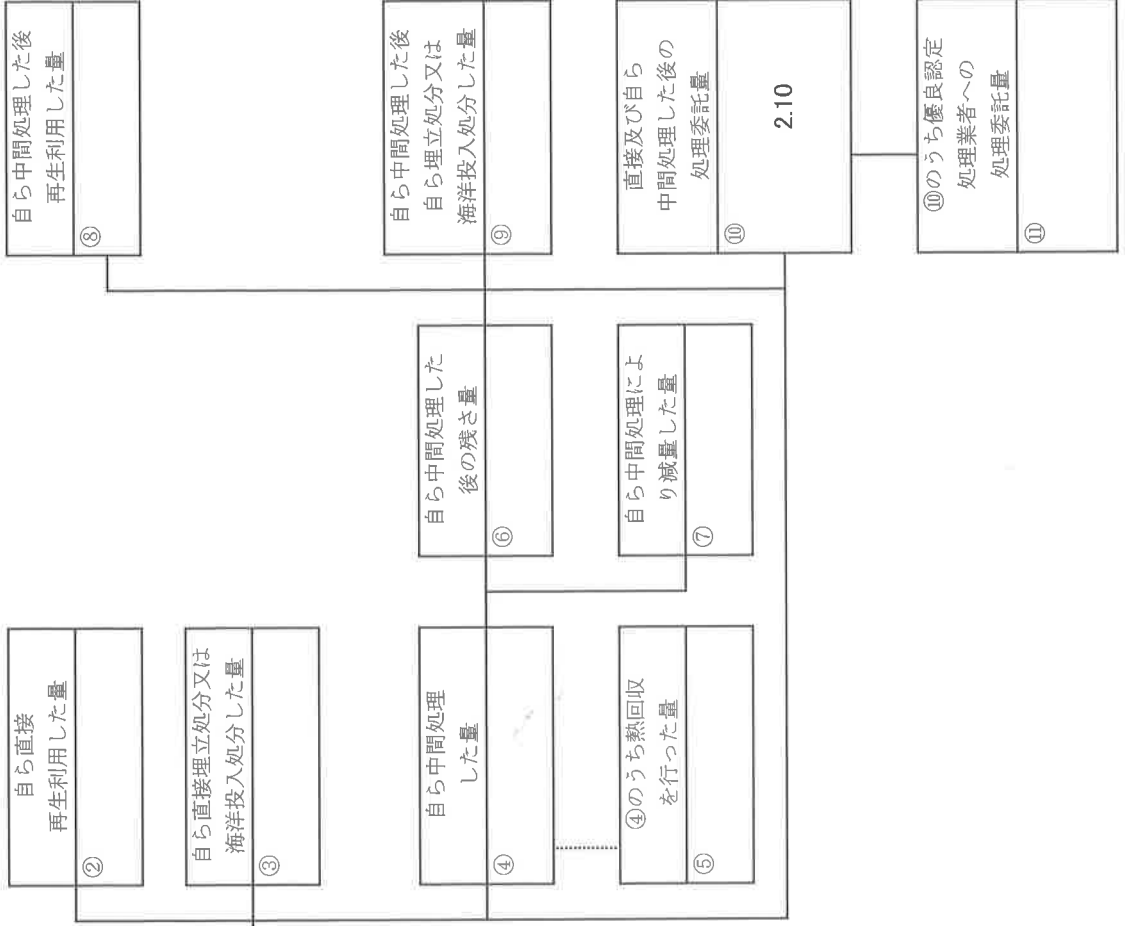 自ら直接
再生利用した量
②
自ら直接埋立処分又は
海洋投入処分した量
③
自ら中間処理
した量
④
④のうち熱回収
を行った量
⑤
自ら中間処理した
後の残さ量
⑥
自ら中間処理によ
り減量した量
⑦
自ら中間処理した後
再生利用した量
⑧
自ら中間処理した後
自ら埋立処分又は
海洋投入処分した量
⑨
直接及び自ら
中間処理した後の
処理委託量
⑩
2.10
⑩のうち優良認定
処理業者への
処理委託量
⑪